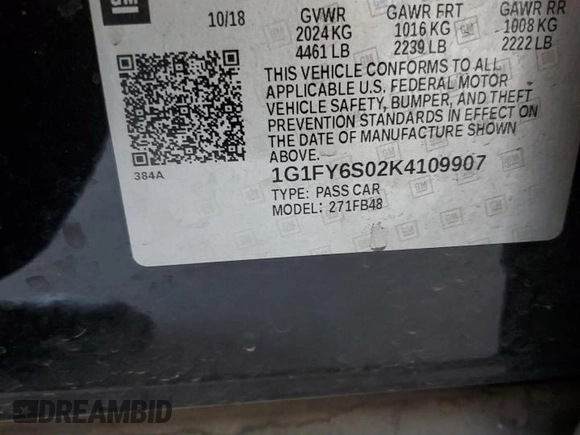 GM
10/18 GVWR GAWR FRT GAWR RR
2024 KG 1016 KG 1008 KG
4461 LB 2239 LB 2222 LB
THIS VEHICLE CONFORMS TO ALL
APPLICABLE U.S. FEDERAL MOTOR
VEHICLE SAFETY, BUMPER, AND THEFT
PREVENTION STANDARDS IN EFFECT ON
THE DATE OF MANUFACTURE SHOWN
ABOVE.
384A
1G1FY6S02K4109907
TYPE: PASS CAR
MODEL: 271FB48
DREAMBID